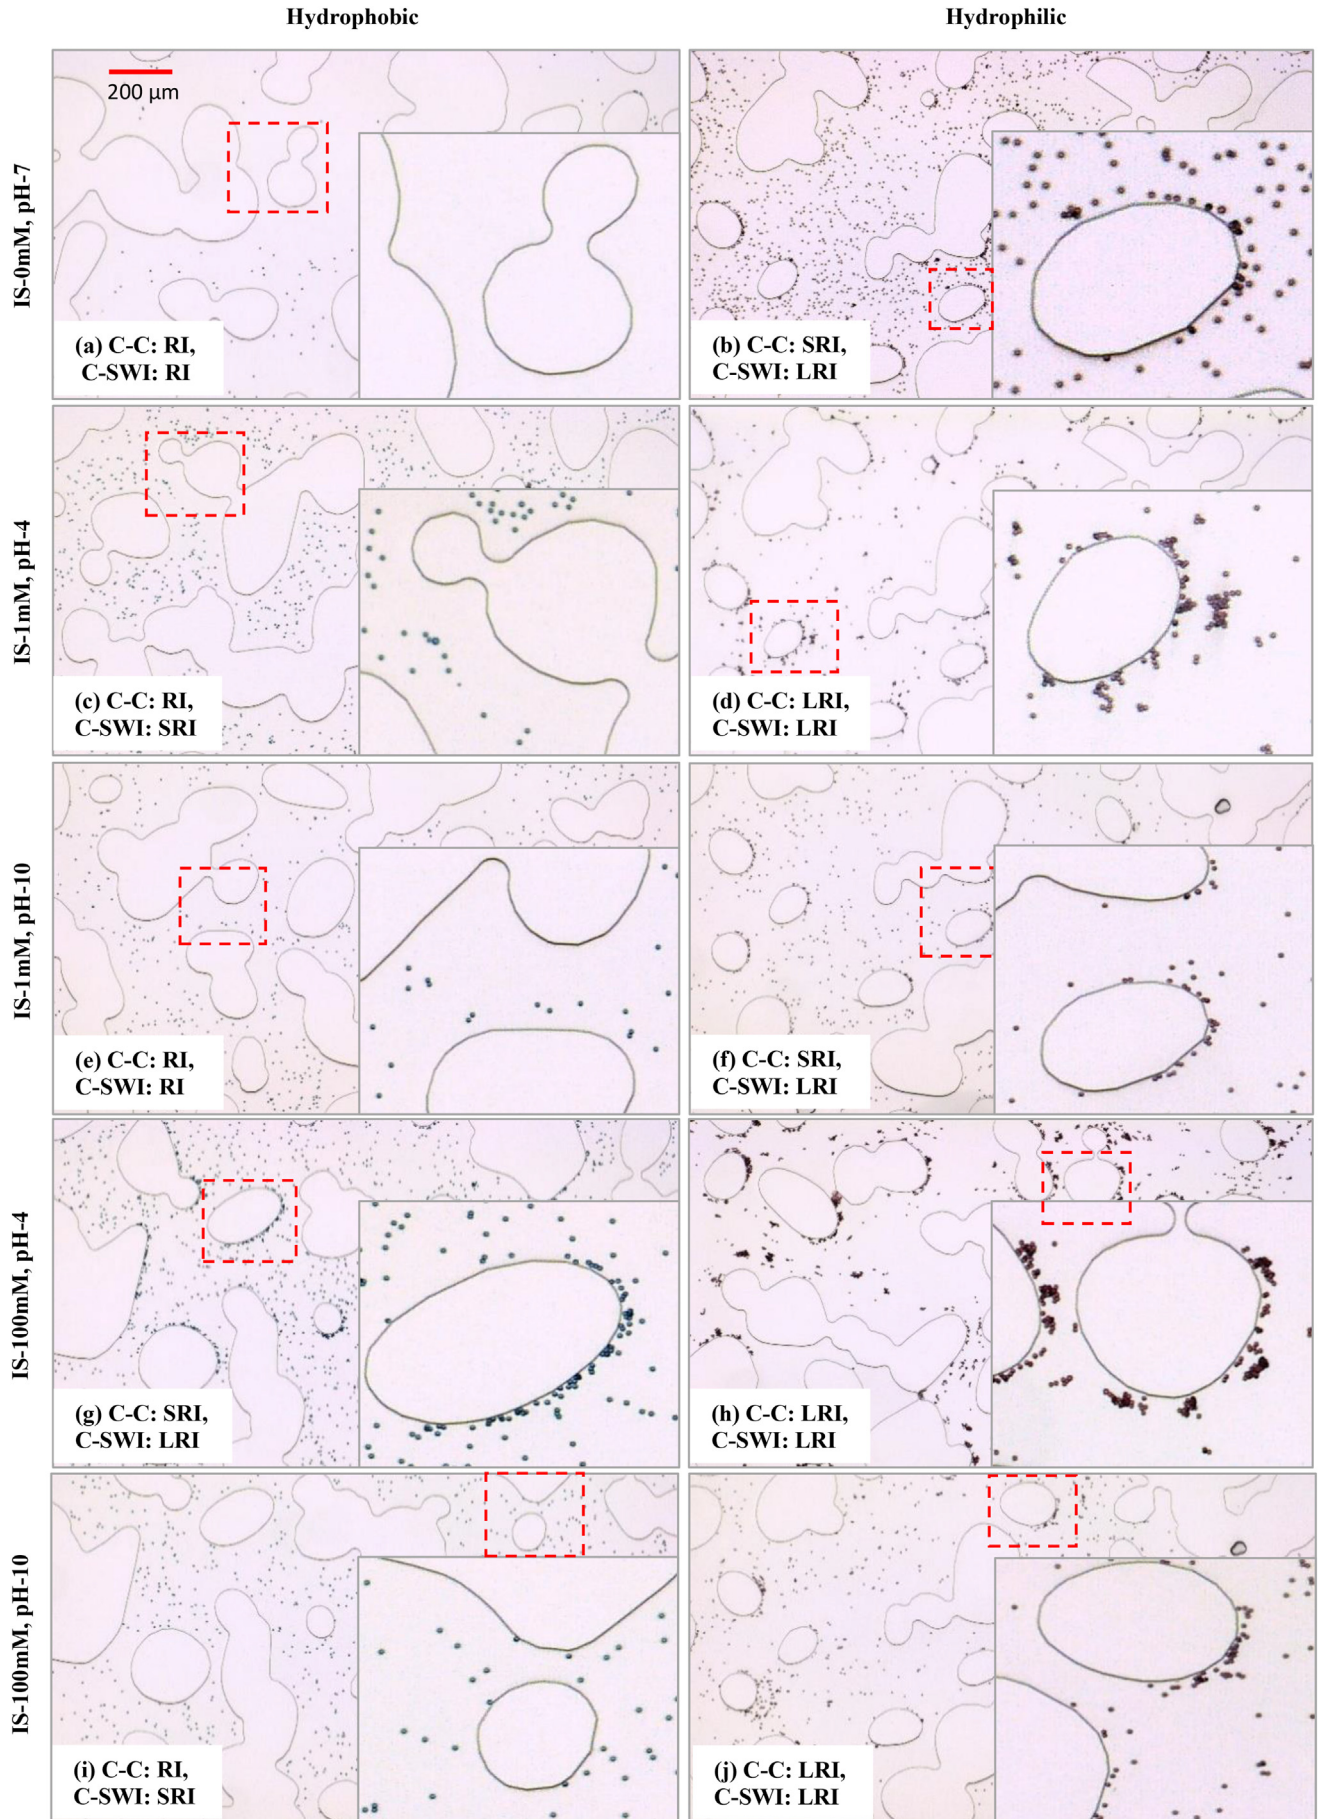 Hydrophobic
Hydrophilic
IS-0mM, pH-7
200 µm
(a) C-C: RI,
C-SWI: RI
(b) C-C: SRI,
C-SWI: LRI
IS-1mM, pH-4
(c) C-C: RI,
C-SWI: SRI
(d) C-C: LRI,
C-SWI: LRI
IS-1mM, pH-10
(e) C-C: RI,
C-SWI: RI
(f) C-C: SRI,
C-SWI: LRI
IS-100mM, pH-4
(g) C-C: SRI,
C-SWI: LRI
(h) C-C: LRI,
C-SWI: LRI
IS-100mM, pH-10
(i) C-C: RI,
C-SWI: SRI
(j) C-C: LRI,
C-SWI: LRI